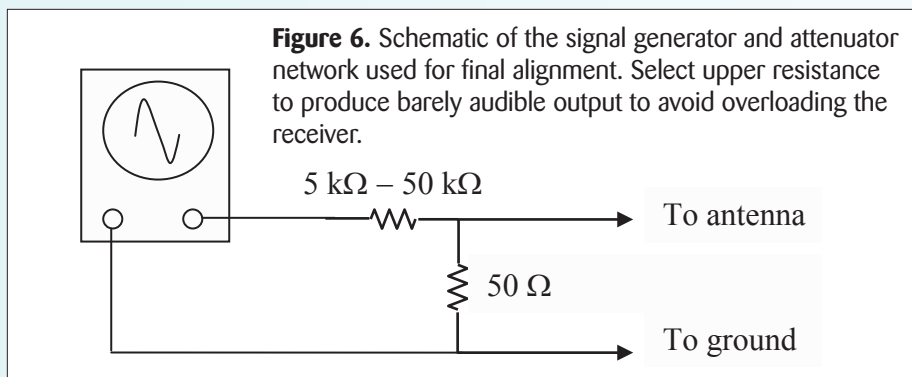 Figure 6. Schematic of the signal generator and attenuator
network used for final alignment. Select upper resistance
to produce barely audible output to avoid overloading the
receiver.
5 kΩ – 50 kΩ
To antenna
50 Ω
To ground